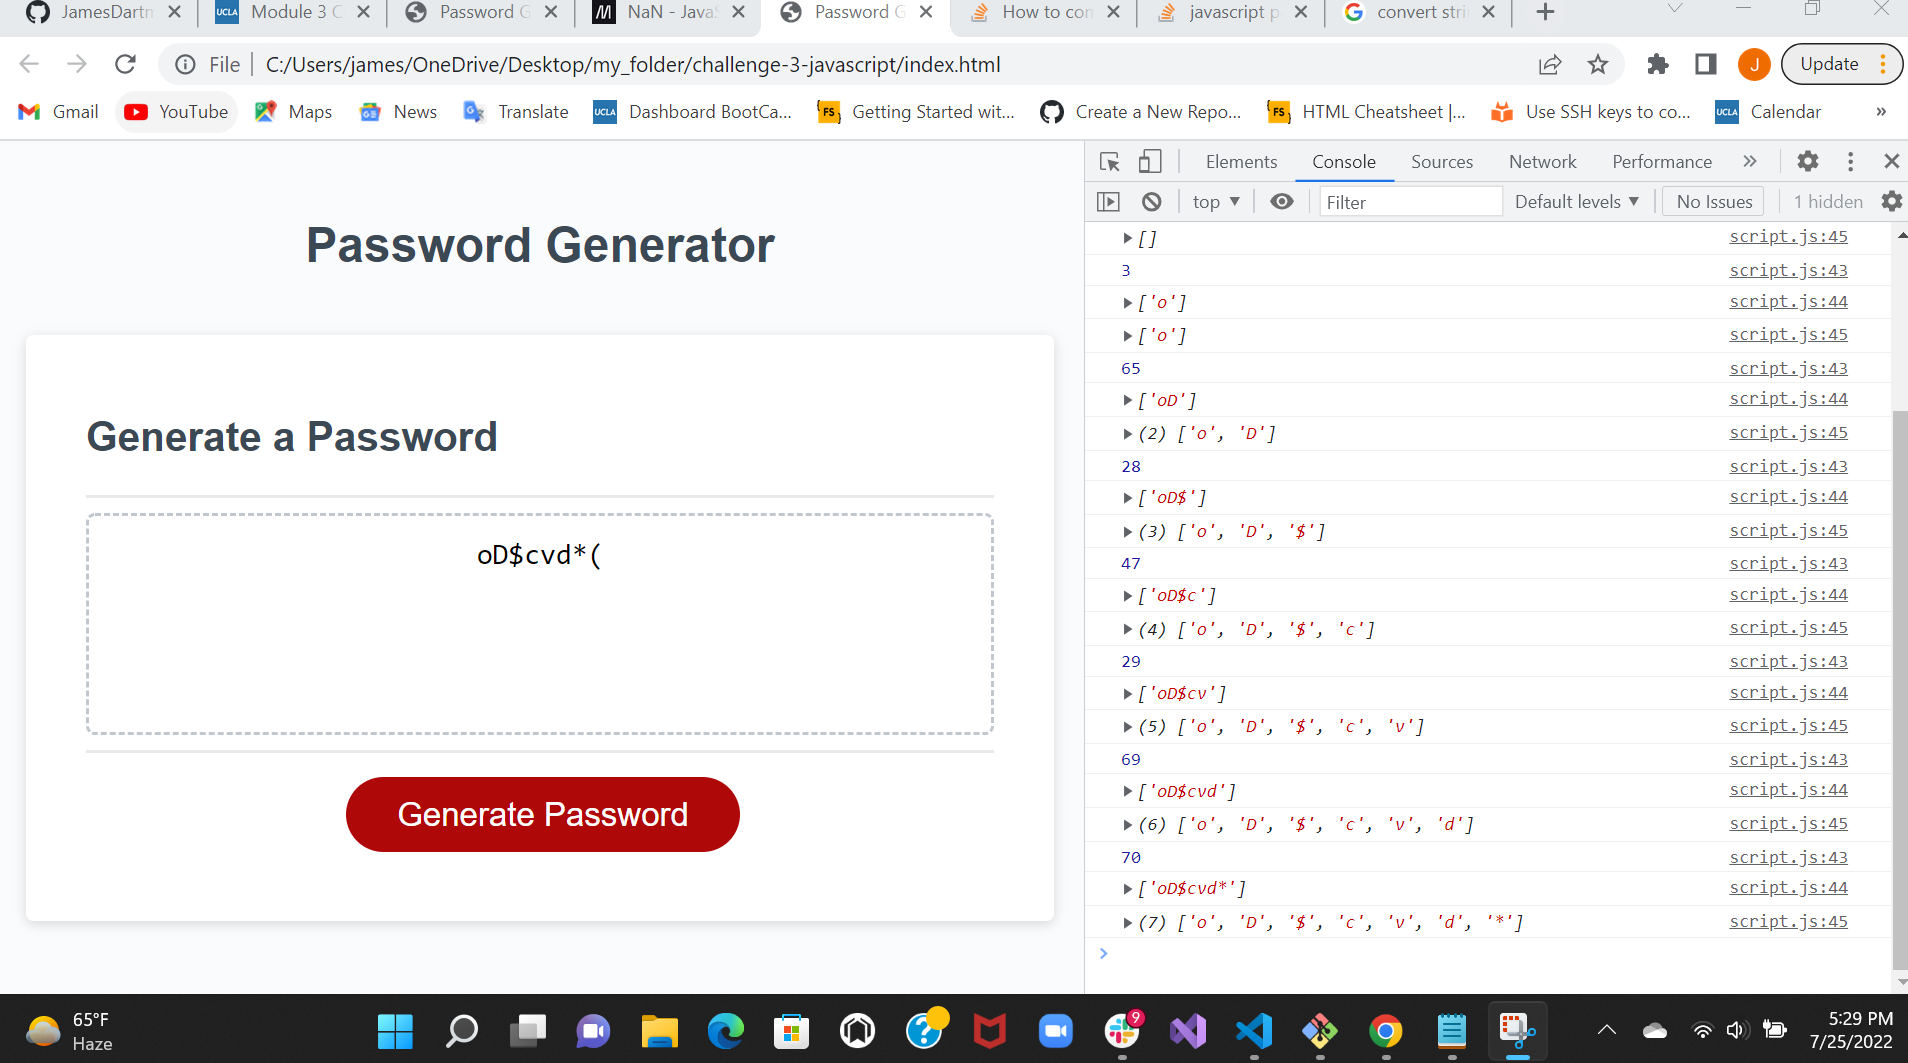 JamesDartm
UCLA Module 3 C
Password G
NaN - Java
Password G
How to con
javascript p
convert stri
File C:/Users/james/OneDrive/Desktop/my_folder/challenge-3-javascript/index.html
J
Update
Gmail YouTube Maps News Translate UCLA Dashboard BootCa... FS Getting Started wit... Create a New Repo... FS HTML Cheatsheet |... Use SSH keys to co... UCLA Calendar »
Elements Console Sources Network Performance »
top Filter Default levels No Issues 1 hidden
Password Generator
Generate a Password
oD$cvd*(
Generate Password
[] script.js:45
3 script.js:43
['o'] script.js:44
['o'] script.js:45
65 script.js:43
['oD'] script.js:44
(2) ['o', 'D'] script.js:45
28 script.js:43
['oD$'] script.js:44
(3) ['o', 'D', '$'] script.js:45
47 script.js:43
['oD$c'] script.js:44
(4) ['o', 'D', '$', 'c'] script.js:45
29 script.js:43
['oD$cv'] script.js:44
(5) ['o', 'D', '$', 'c', 'v'] script.js:45
69 script.js:43
['oD$cvd'] script.js:44
(6) ['o', 'D', '$', 'c', 'v', 'd'] script.js:45
70 script.js:43
['oD$cvd*'] script.js:44
(7) ['o', 'D', '$', 'c', 'v', 'd', '*'] script.js:45
65°F
Haze
9
5:29 PM
7/25/2022